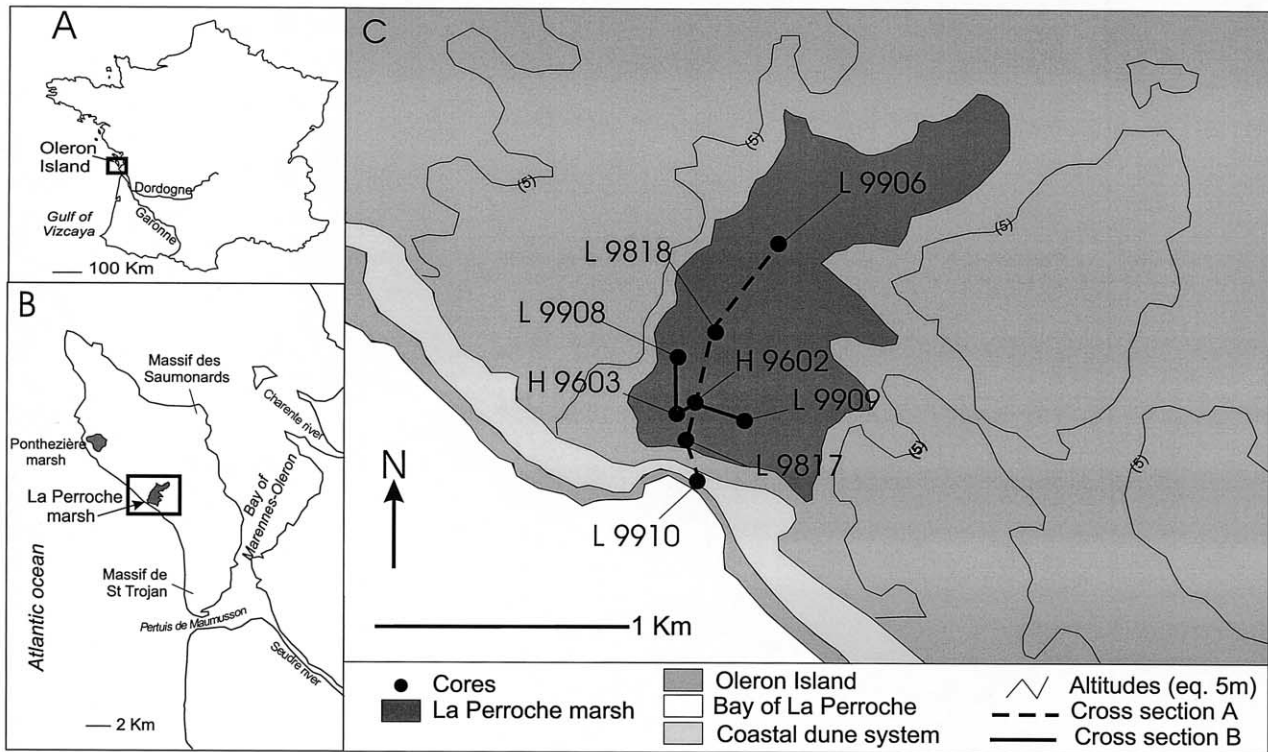 A
Oleron
Island
Dordogne
Garonne
Gulf of
Vizcaya
100 Km
B
Massif des
Saumonards
Charente river
Ponthezière
marsh
La Perroche
marsh
Bay of
Marennes-Oleron
Atlantic ocean
Massif de
St Trojan
Pertuis de Maumusson
Seudre river
2 Km
C
(5)
(5)
(5)
(5)
(5)
(5)
(5)
L 9906
L 9818
L 9908
H 9602
H 9603
L 9909
L 9817
L 9910
N
1 Km
Cores
La Perroche marsh
Oleron Island
Bay of La Perroche
Coastal dune system
Altitudes (eq. 5m)
Cross section A
Cross section B